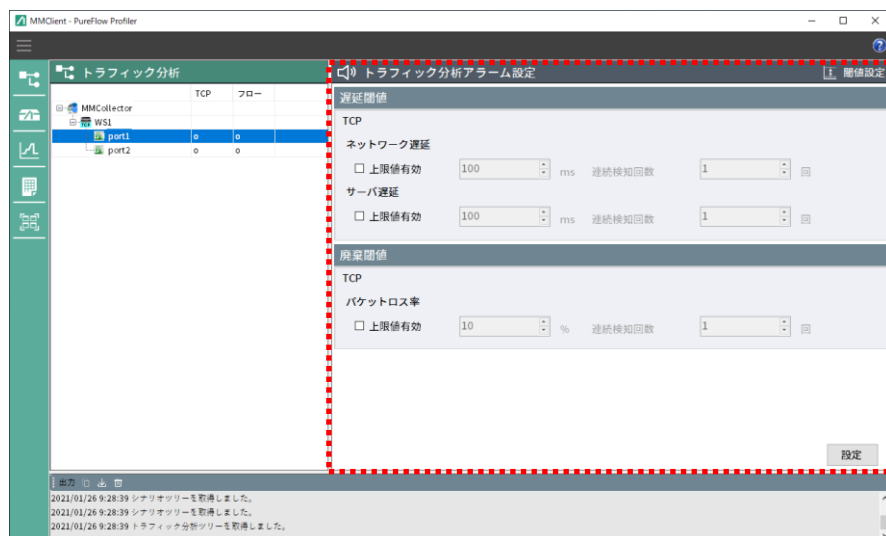 MMClient - PureFlow Profiler
トラフィック分析
TCP フロー
MMCollector
WS1
port1 o o
port2 o o
トラフィック分析アラーム設定 閾値設定
遅延閾値
TCP
ネットワーク遅延
上限値有効 100 ms 連続検知回数 1 回
サーバ遅延
上限値有効 100 ms 連続検知回数 1 回
廃棄閾値
TCP
パケットロス率
上限値有効 10 % 連続検知回数 1 回
設定
出力
2021/01/26 9:28:39 シナリオツリーを取得しました。
2021/01/26 9:28:39 シナリオツリーを取得しました。
2021/01/26 9:28:39 トラフィック分析ツリーを取得しました。